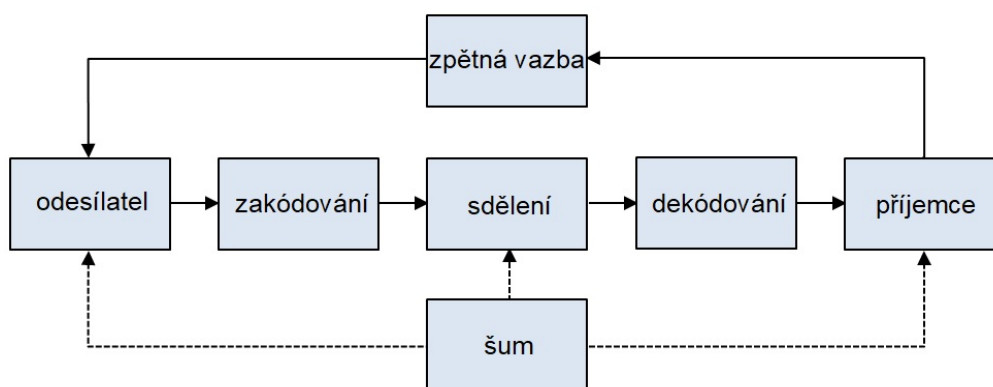 zpětná vazba
odesílatel
zakódování
sdělení
dekódování
příjemce
šum